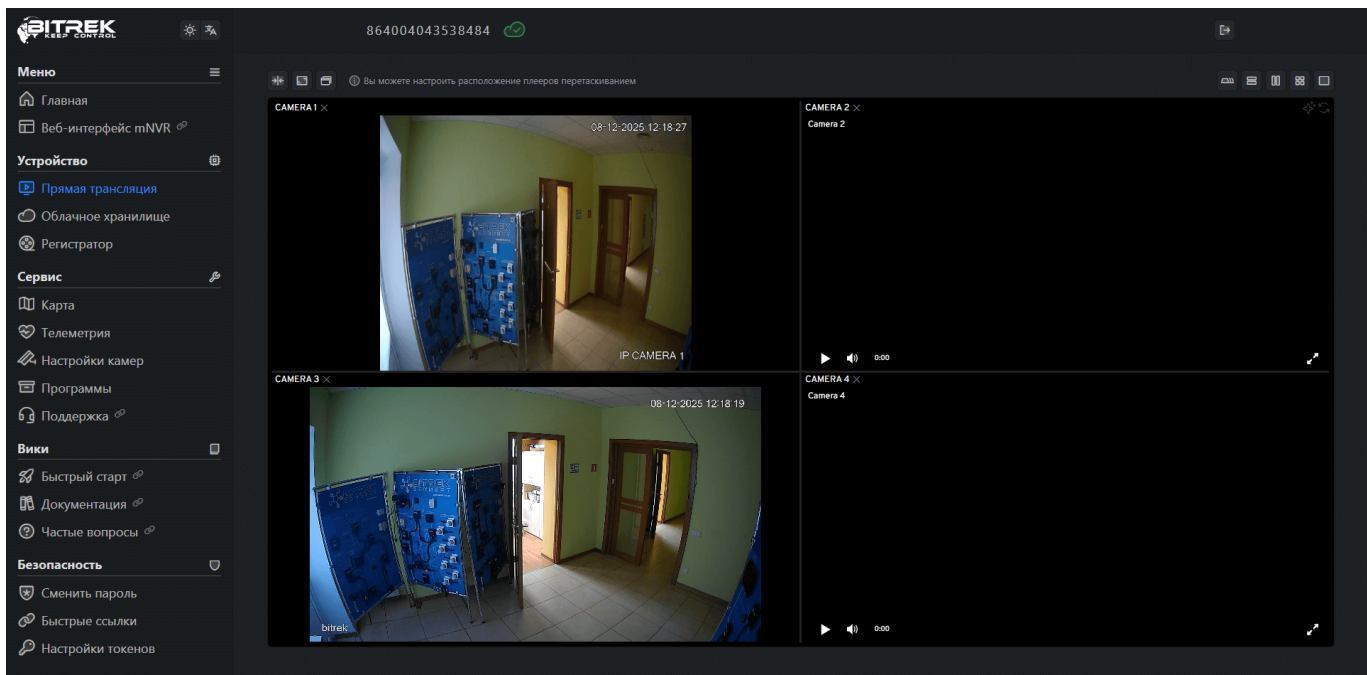 BITREK
KEEP CONTROL
864004043538484
Меню
Главная
Веб-интерфейс mNVR
Устройство
Прямая трансляция
Облачное хранилище
Регистратор
Сервис
Карта
Телеметрия
Настройки камер
Программы
Поддержка
Вики
Быстрый старт
Документация
Частые вопросы
Безопасность
Сменить пароль
Быстрые ссылки
Настройки токенов
Вы можете настроить расположение плееров перетаскиванием
CAMERA 1
08-12-2025 12:18:27
BITREK
IP CAMERA 1
CAMERA 2
Camera 2
0:00
CAMERA 3
08-12-2025 12:18:19
bitrek
CAMERA 4
Camera 4
0:00